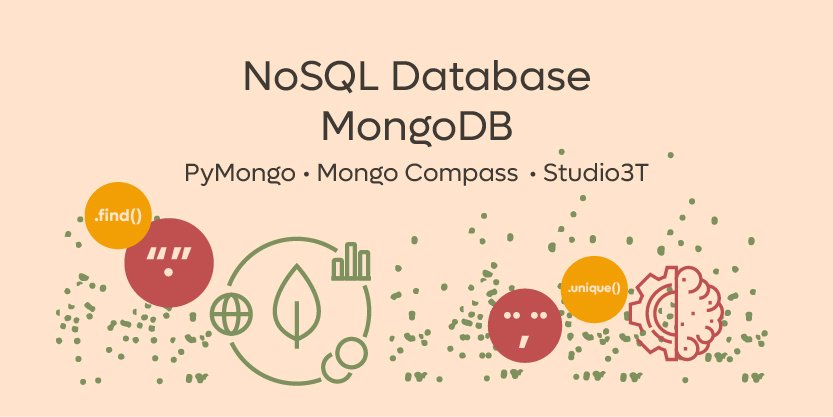 NoSQL Database
MongoDB
PyMongo • Mongo Compass • Studio3T
.find()
.unique()